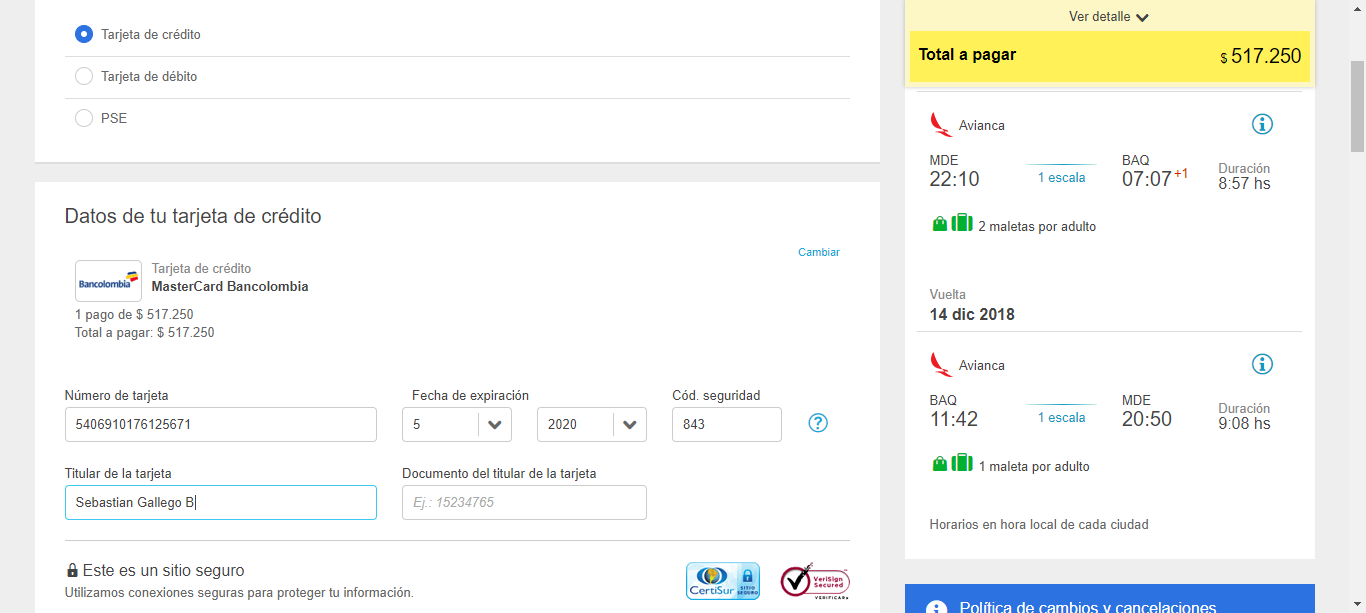 Tarjeta de crédito
Tarjeta de débito
PSE
Datos de tu tarjeta de crédito
Cambiar
Bancolombia
Tarjeta de crédito
MasterCard Bancolombia
1 pago de $ 517.250
Total a pagar: $ 517.250
Número de tarjeta
Fecha de expiración
Cód. seguridad
5406910176125671
5
2020
843
?
Titular de la tarjeta
Documento del titular de la tarjeta
Sebastian Gallego B
Ej.: 15234765
Este es un sitio seguro
Utilizamos conexiones seguras para proteger tu información.
CertiSur
SITIO SEGURO
VeriSign
Secured
VERIFICAR
Ver detalle
Total a pagar
$ 517.250
Avianca
MDE
BAQ
22:10
1 escala
07:07 +1
Duración
8:57 hs
2 maletas por adulto
Vuelta
14 dic 2018
Avianca
BAQ
MDE
11:42
1 escala
20:50
Duración
9:08 hs
1 maleta por adulto
Horarios en hora local de cada ciudad
Política de cambios y cancelaciones